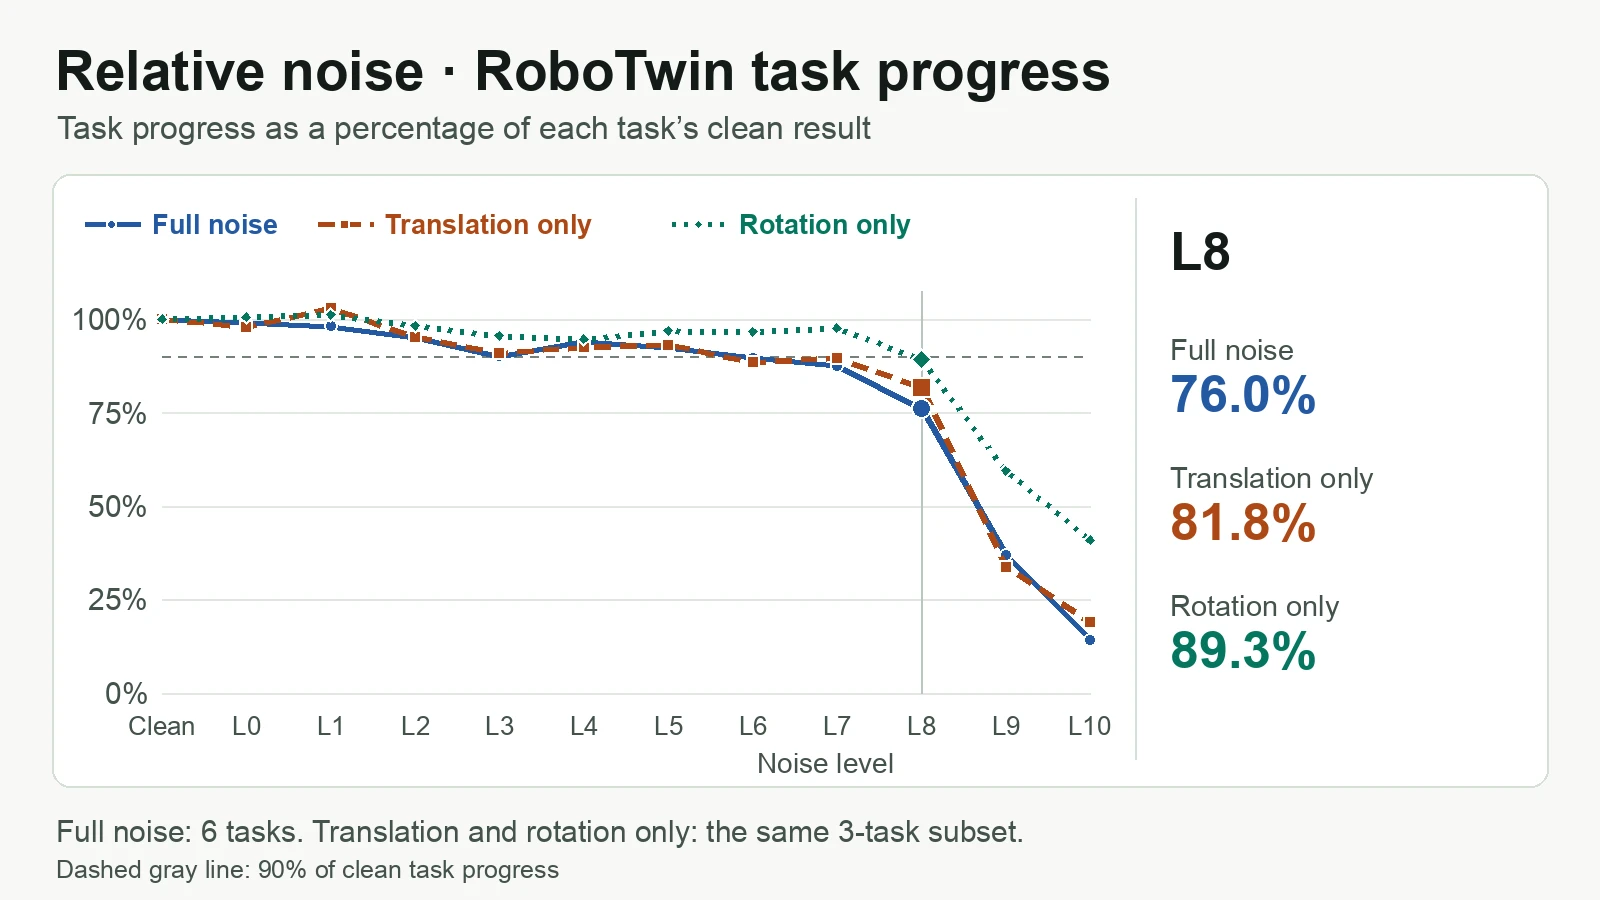 Relative noise · RoboTwin task progress
Task progress as a percentage of each task’s clean result
Full noise Translation only Rotation only
100%
75%
50%
25%
0%
Clean L0 L1 L2 L3 L4 L5 L6 L7 L8 L9 L10
Noise level
L8
Full noise
76.0%
Translation only
81.8%
Rotation only
89.3%
Full noise: 6 tasks. Translation and rotation only: the same 3-task subset.
Dashed gray line: 90% of clean task progress